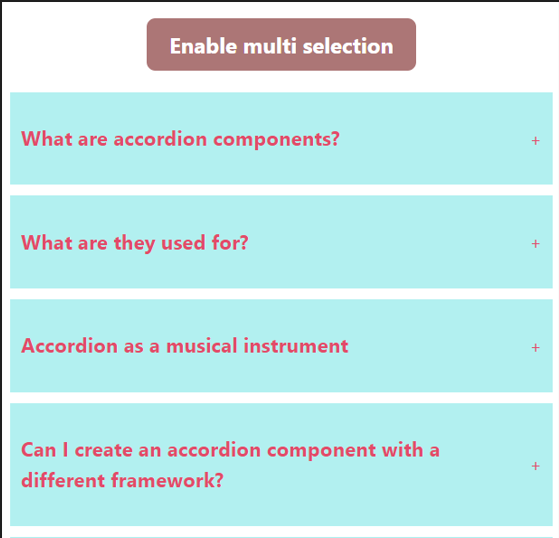 Enable multi selection
What are accordion components? +
What are they used for? +
Accordion as a musical instrument +
Can I create an accordion component with a
different framework? +